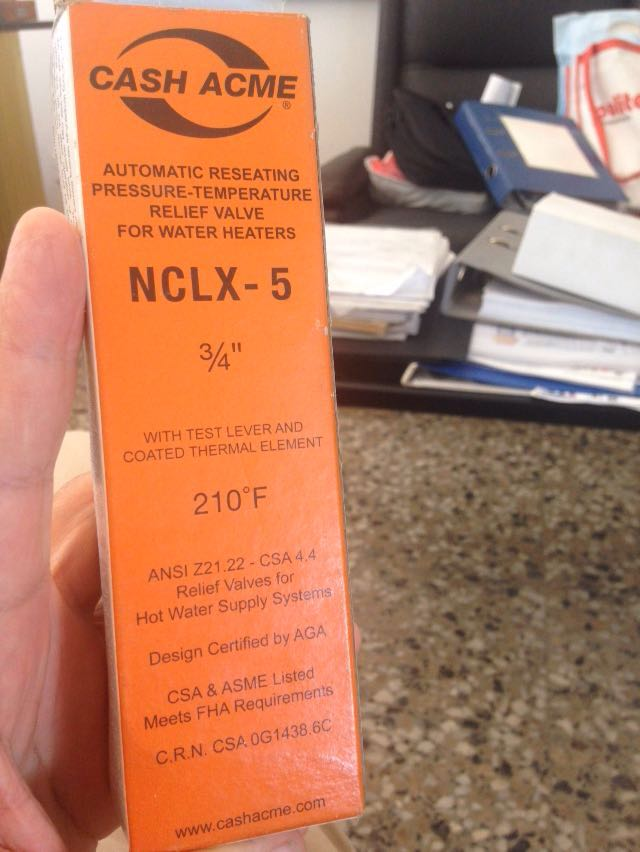 CASH ACME
®
AUTOMATIC RESEATING
PRESSURE-TEMPERATURE
RELIEF VALVE
FOR WATER HEATERS
NCLX-5
¾"
WITH TEST LEVER AND
COATED THERMAL ELEMENT
210°F
ANSI Z21.22 - CSA 4.4
Relief Valves for
Hot Water Supply Systems
Design Certified by AGA
CSA & ASME Listed
Meets FHA Requirements
C.R.N. CSA 0G1438.6C
www.cashacme.com